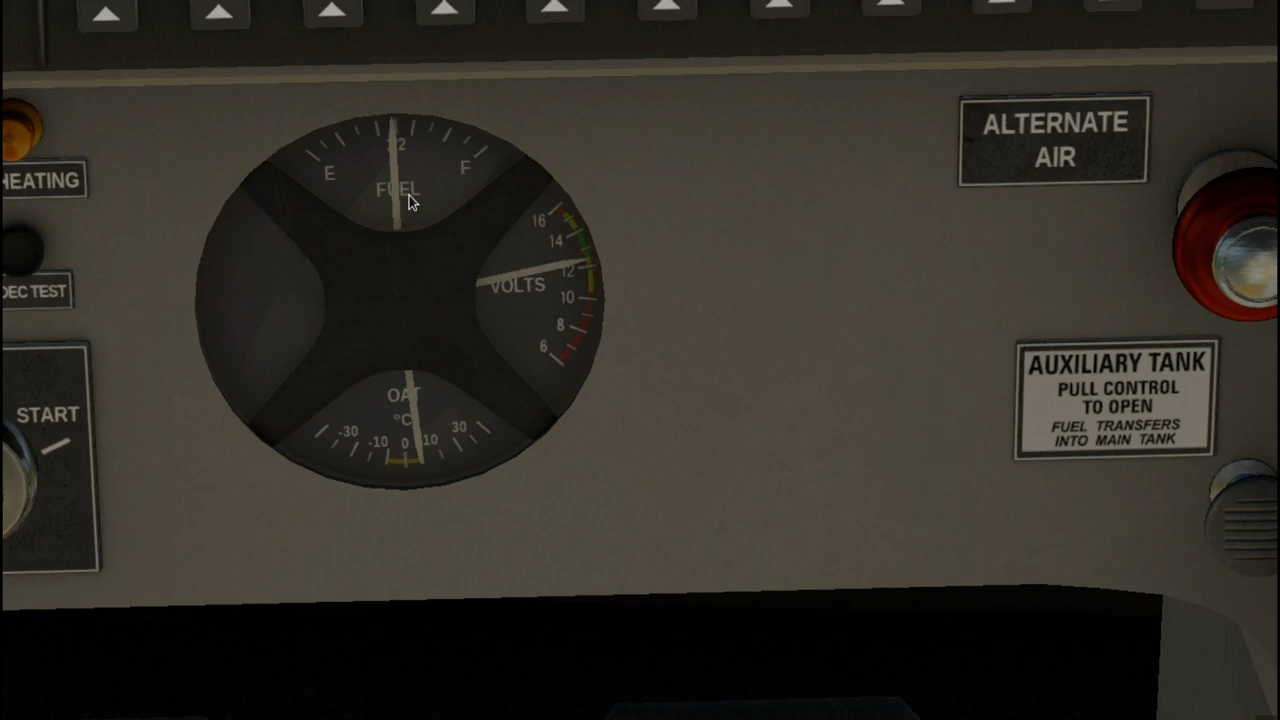 HEATING
DEC TEST
START
22
E
F
FUEL
16
14
12
VOLTS
10
8
6
OAT
°C
-30
-10
0
10
30
ALTERNATE
AIR
AUXILIARY TANK
PULL CONTROL
TO OPEN
FUEL TRANSFERS
INTO MAIN TANK